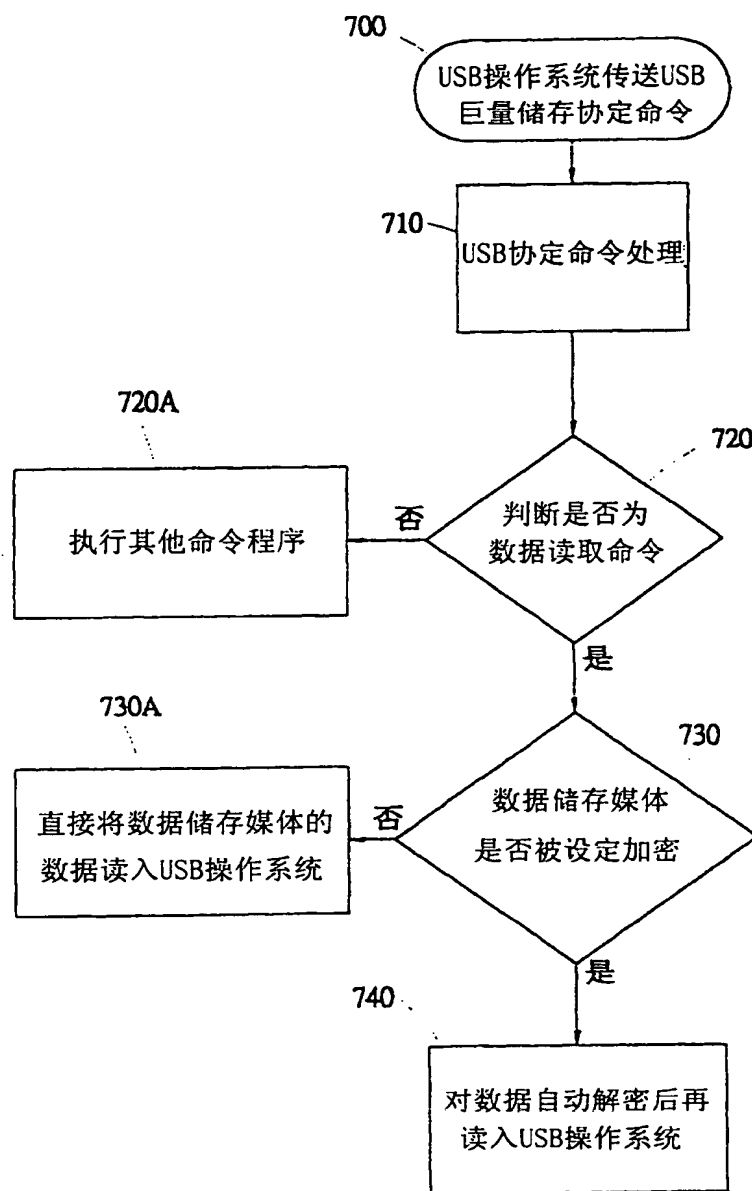 700
USB操作系统传送USB
巨量储存协定命令
710
USB协定命令处理
720A
720
执行其他命令程序
否
判断是否为
数据读取命令
是
730A
730
直接将数据储存媒体的
数据读入USB操作系统
否
数据储存媒体
是否被设定加密
是
740
对数据自动解密后再
读入USB操作系统